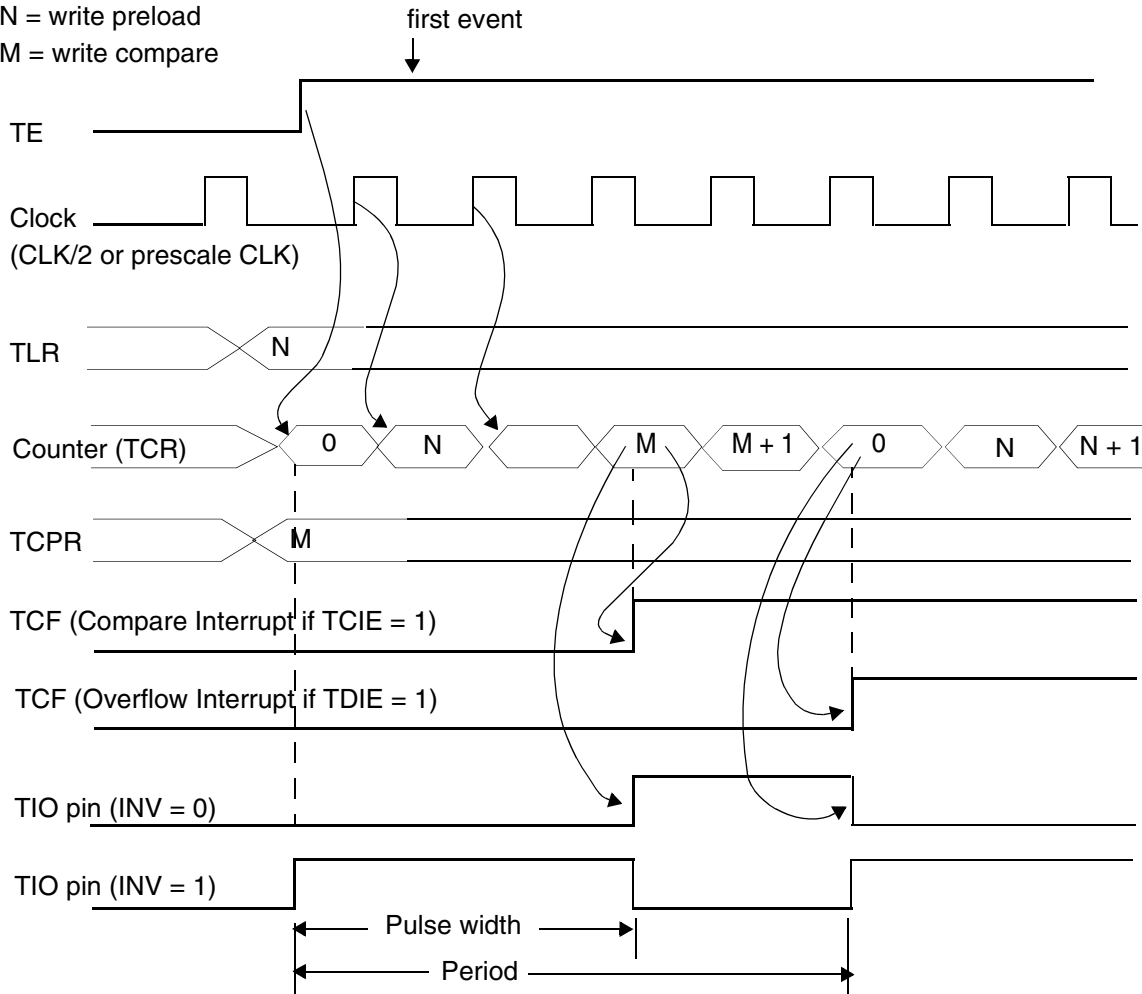 N = write preload
first event
M = write compare
TE
Clock
(CLK/2 or prescale CLK)
TLR
N
Counter (TCR)
0
N
M
M + 1
0
N
N + 1
TCPR
M
TCF (Compare Interrupt if TCIE = 1)
TCF (Overflow Interrupt if TDIE = 1)
TIO pin (INV = 0)
TIO pin (INV = 1)
Pulse width
Period